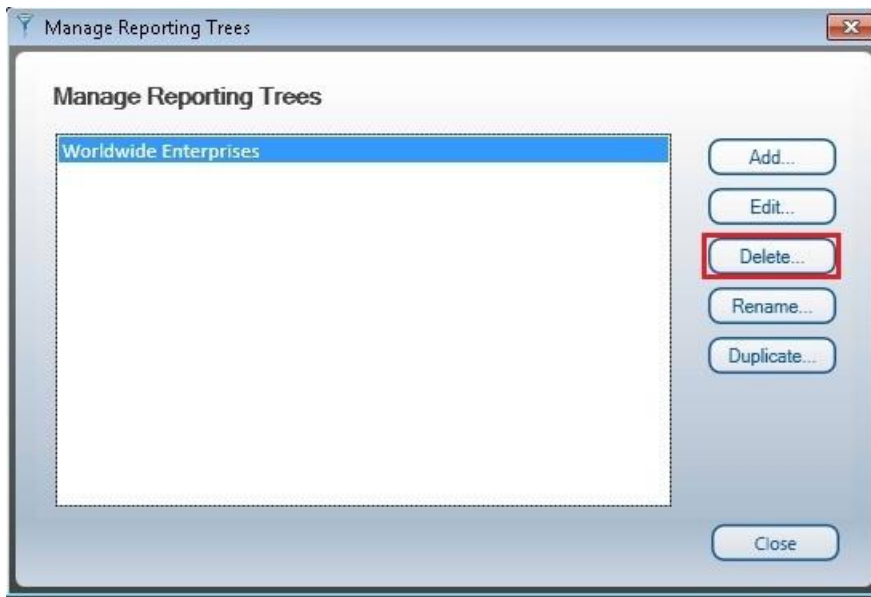 Manage Reporting Trees
Manage Reporting Trees
Worldwide Enterprises
Add...
Edit...
Delete...
Rename...
Duplicate...
Close